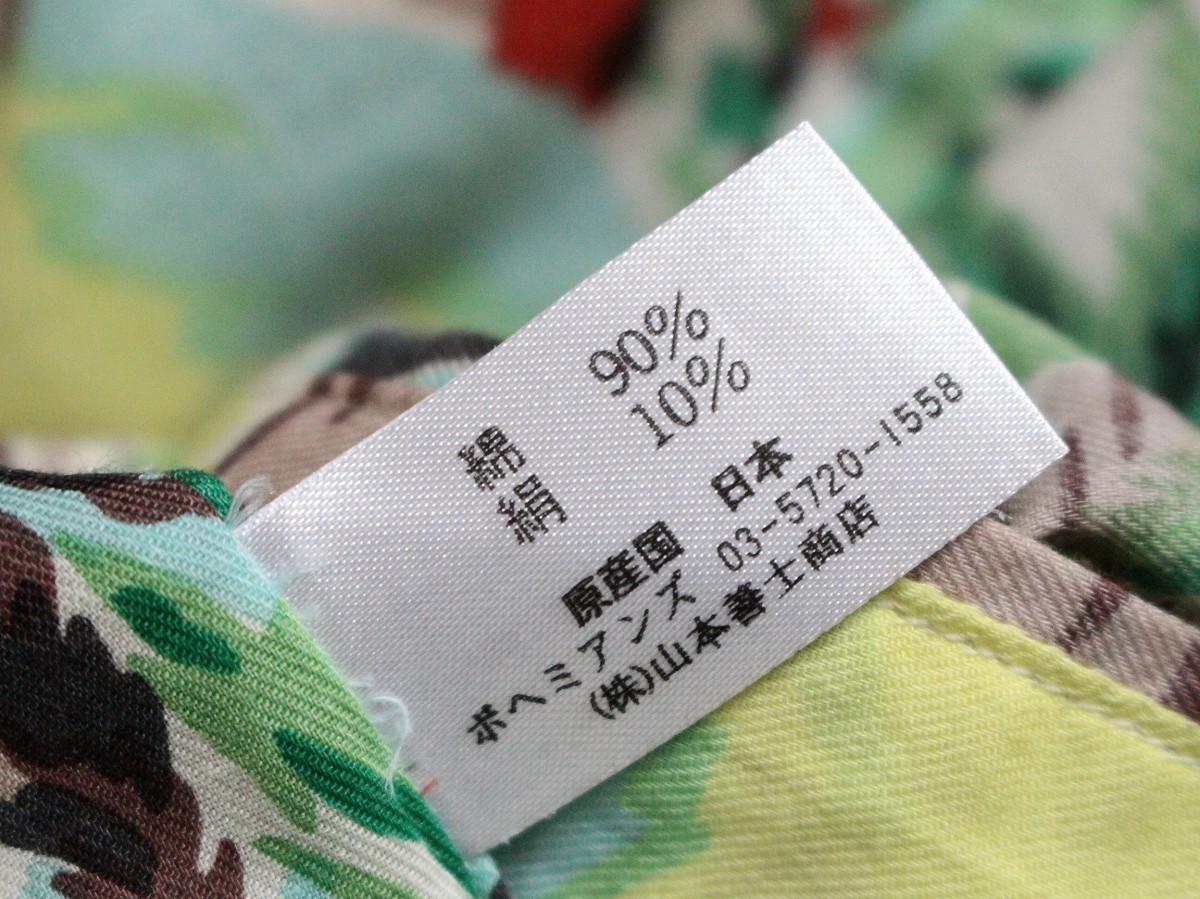 綿 90%
絹 10%
原産国 日本
ボヘミアンズ 03-5720-1558
(株)山本善士商店